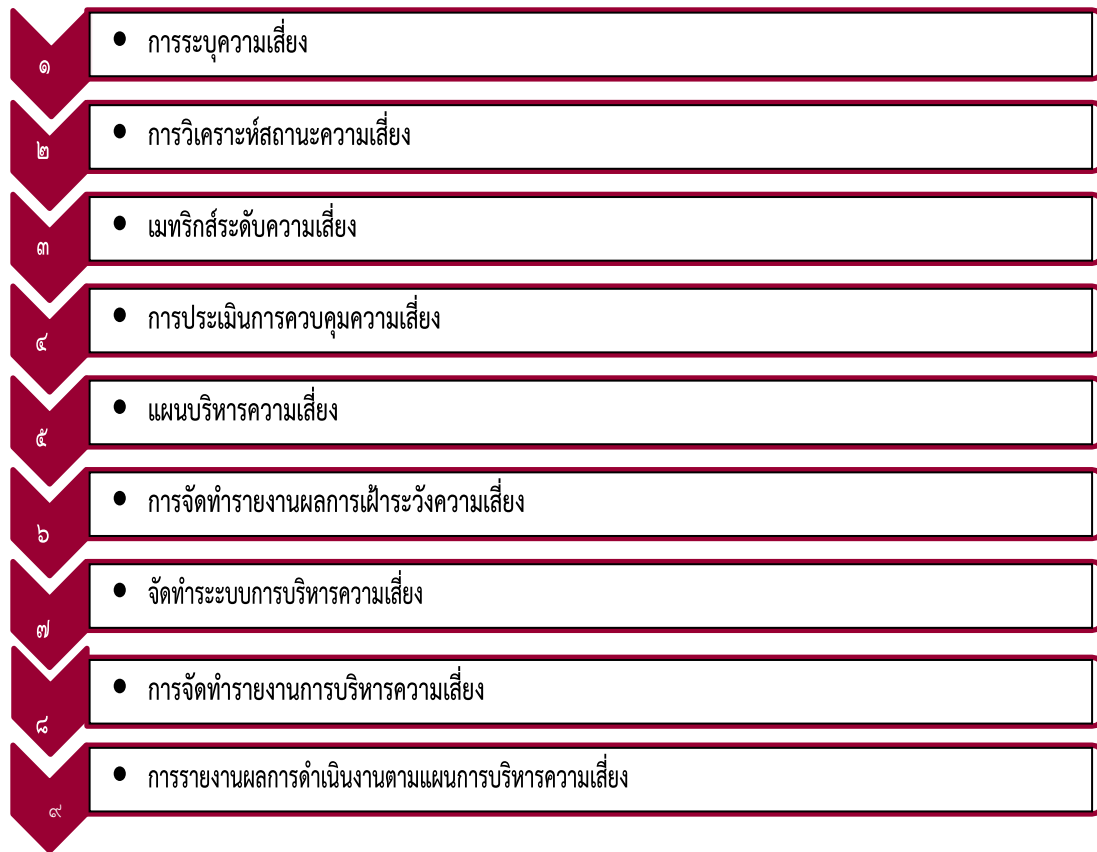 ๑ • การระบุความเสี่ยง
๒ • การวิเคราะห์สถานะความเสี่ยง
๓ • เมทริกส์ระดับความเสี่ยง
๔ • การประเมินการควบคุมความเสี่ยง
๕ • แผนบริหารความเสี่ยง
๖ • การจัดทำรายงานผลการเฝ้าระวังความเสี่ยง
๗ • จัดทำระะบบการบริหารความเสี่ยง
๘ • การจัดทำรายงานการบริหารความเสี่ยง
๙ • การรายงานผลการดำเนินงานตามแผนการบริหารความเสี่ยง